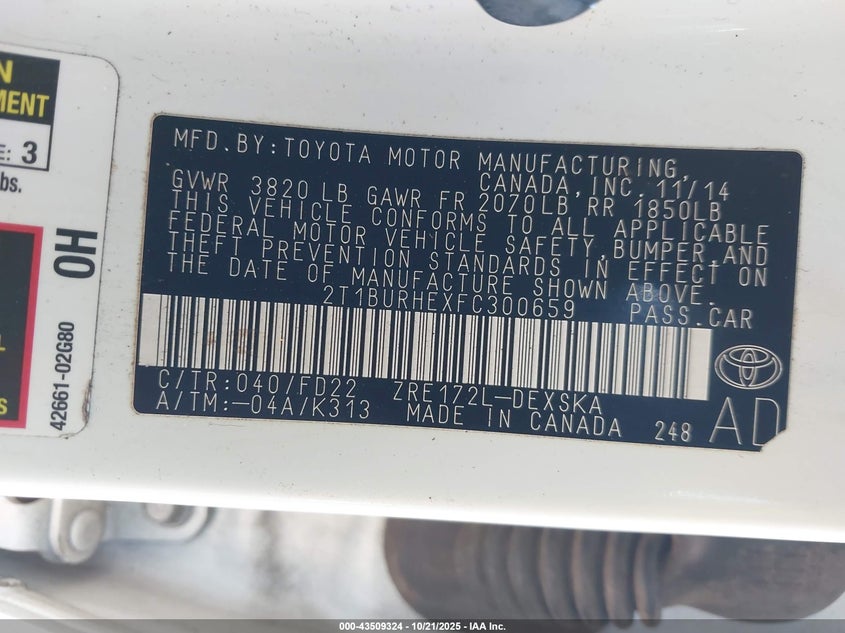 N
MENT
E: 3
bs.
OH
L
S
42661-02G80
MFD.BY:TOYOTA MOTOR MANUFACTURING,
CANADA,INC.11/14
GVWR 3820LB GAWR FR 2070LB,RR 1850LB
THIS VEHICLE CONFORMS TO ALL APPLICABLE
FEDERAL MOTOR VEHICLE SAFETY,BUMPER,AND
THEFT PREVENTION STANDARDS IN EFFECT ON
THE DATE OF MANUFACTURE SHOWN ABOVE.
2T1BURHEXFC300659 PASS.CAR
C/TR:040/FD22 ZRE172L-DEXSKA
A/TM:-04A/K313 MADE IN CANADA 248 AD
000-43509324 - 10/21/2025 - IAA Inc.